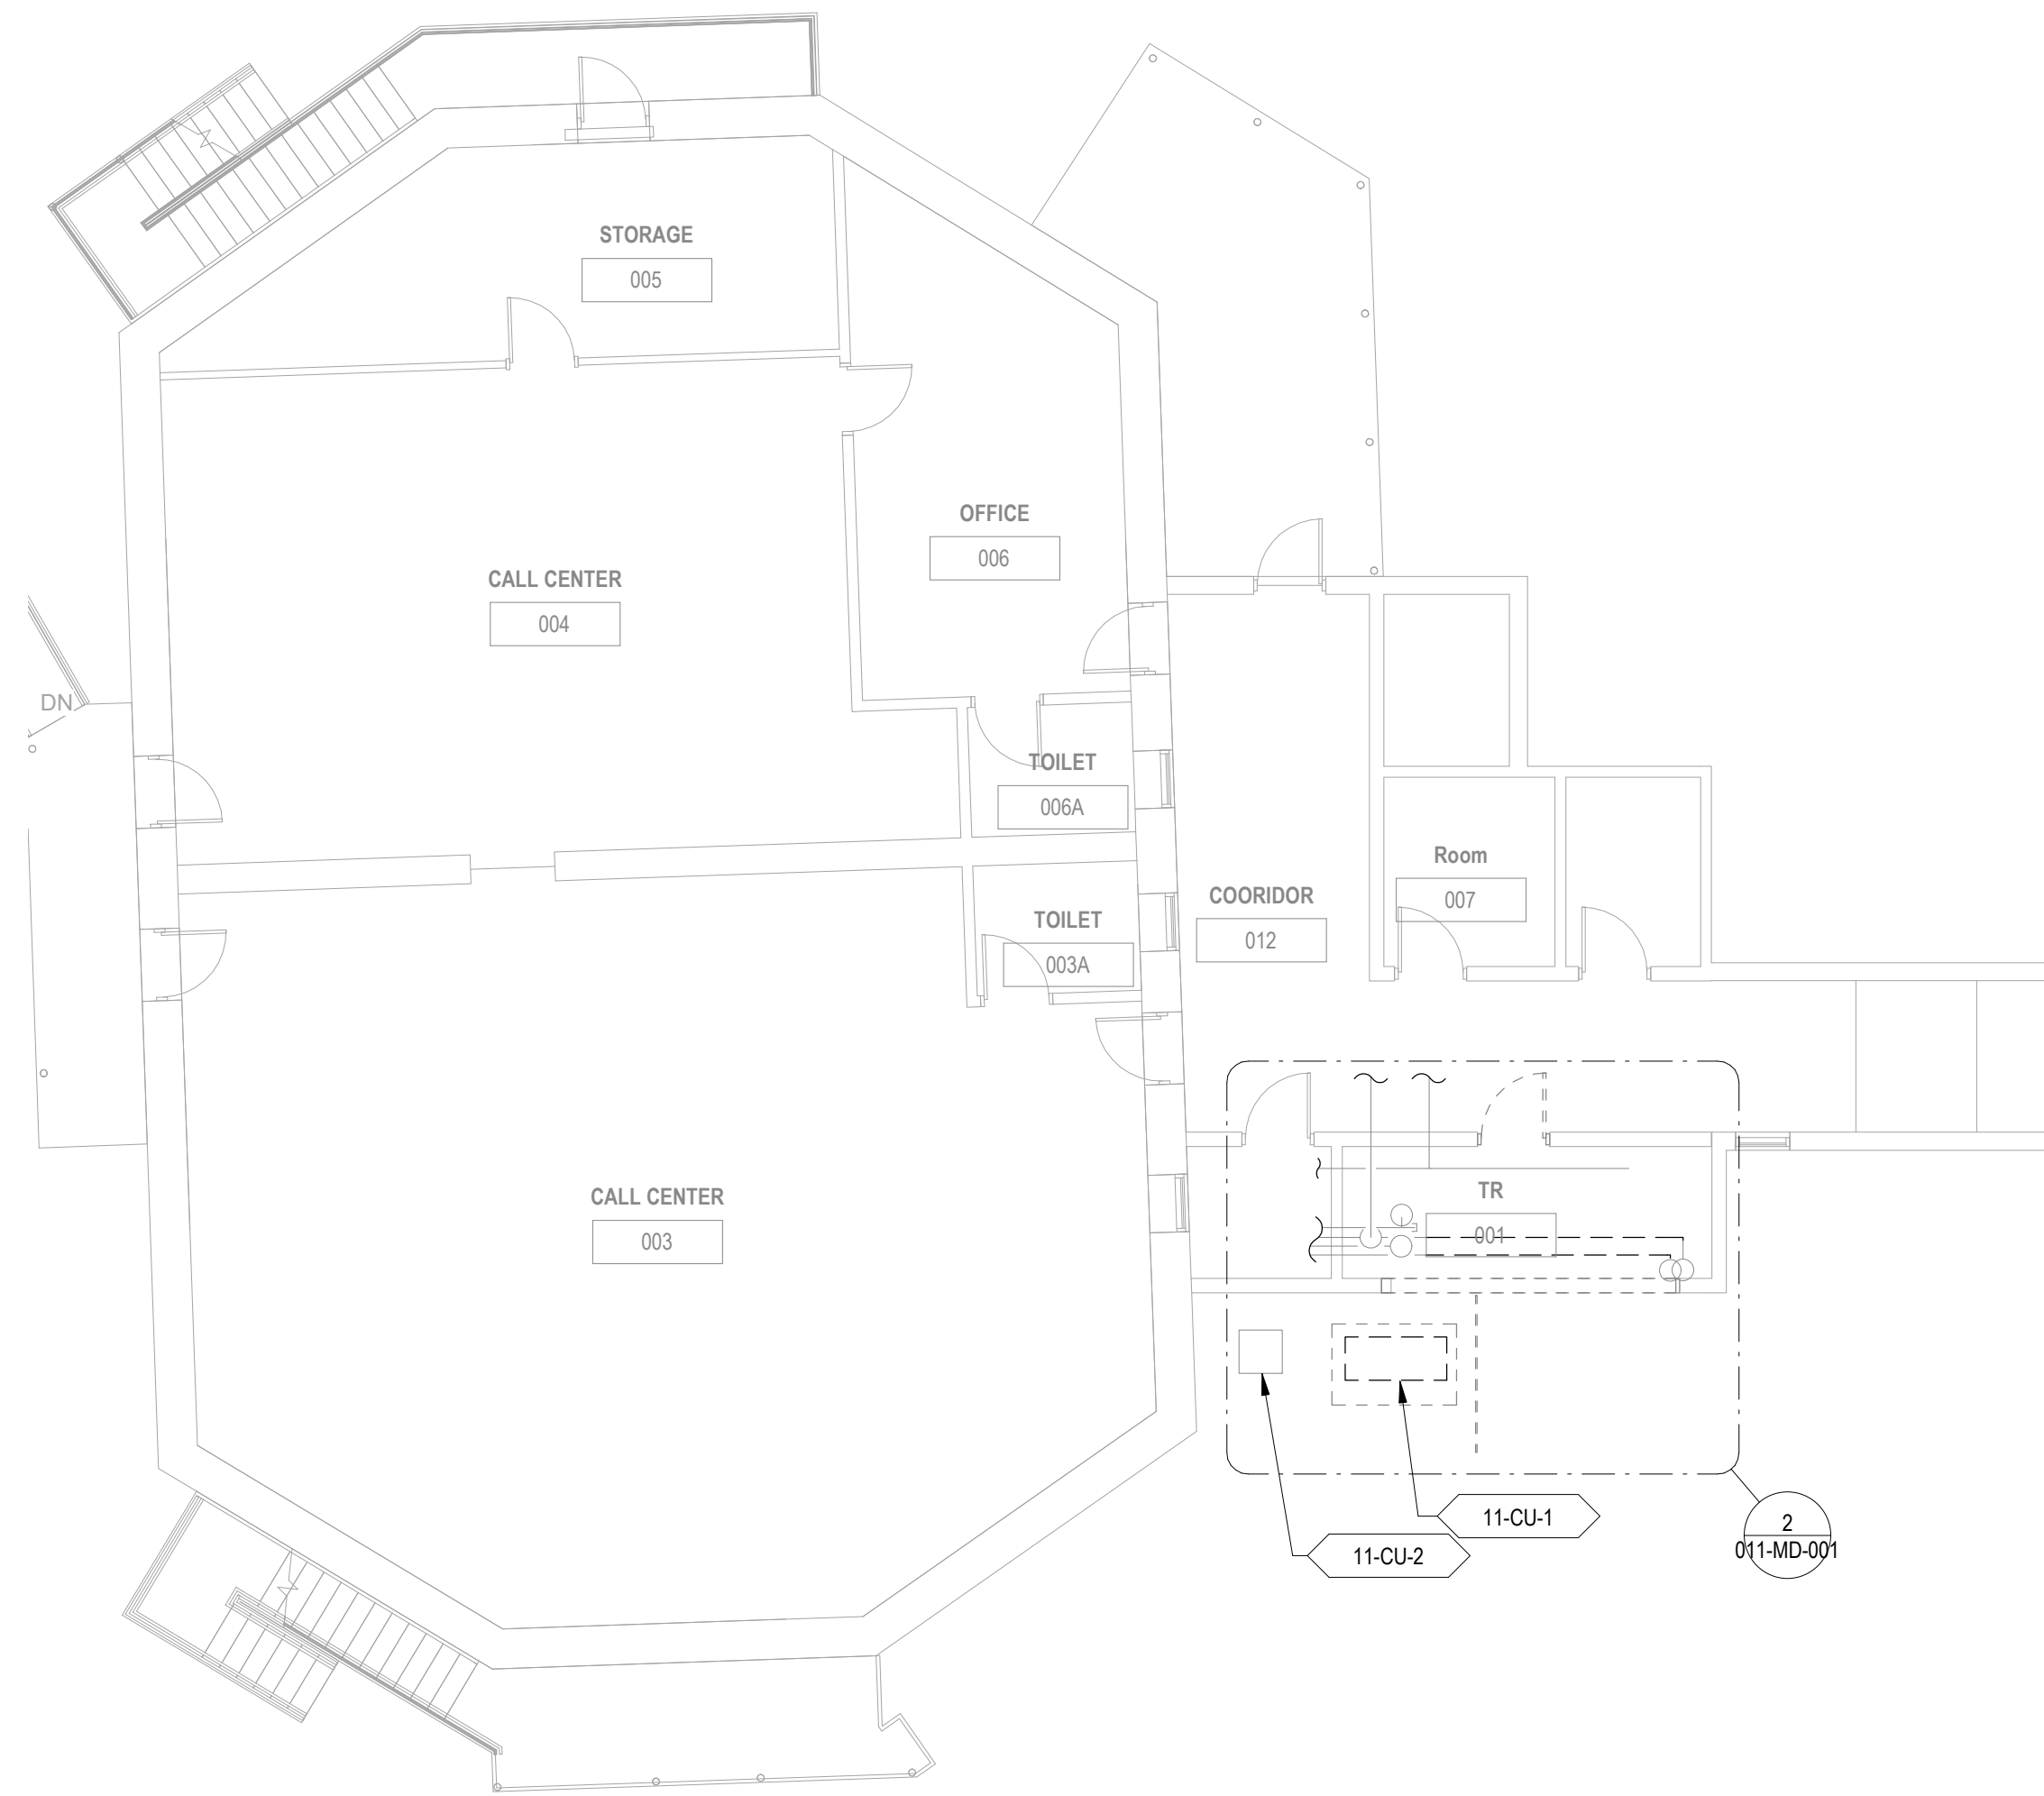 STORAGE
005
OFFICE
006
CALL CENTER
004
DN
TOILET
006A
Room
007
COORIDOR
012
TOILET
003A
TR
001
CALL CENTER
003
11-CU-1
11-CU-2
2
011-MD-001